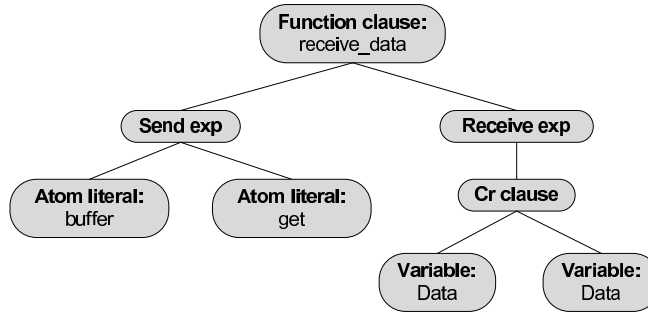 Function clause:
receive_data
Send exp
Receive exp
Atom literal:
buffer
Atom literal:
get
Cr clause
Variable:
Data
Variable:
Data